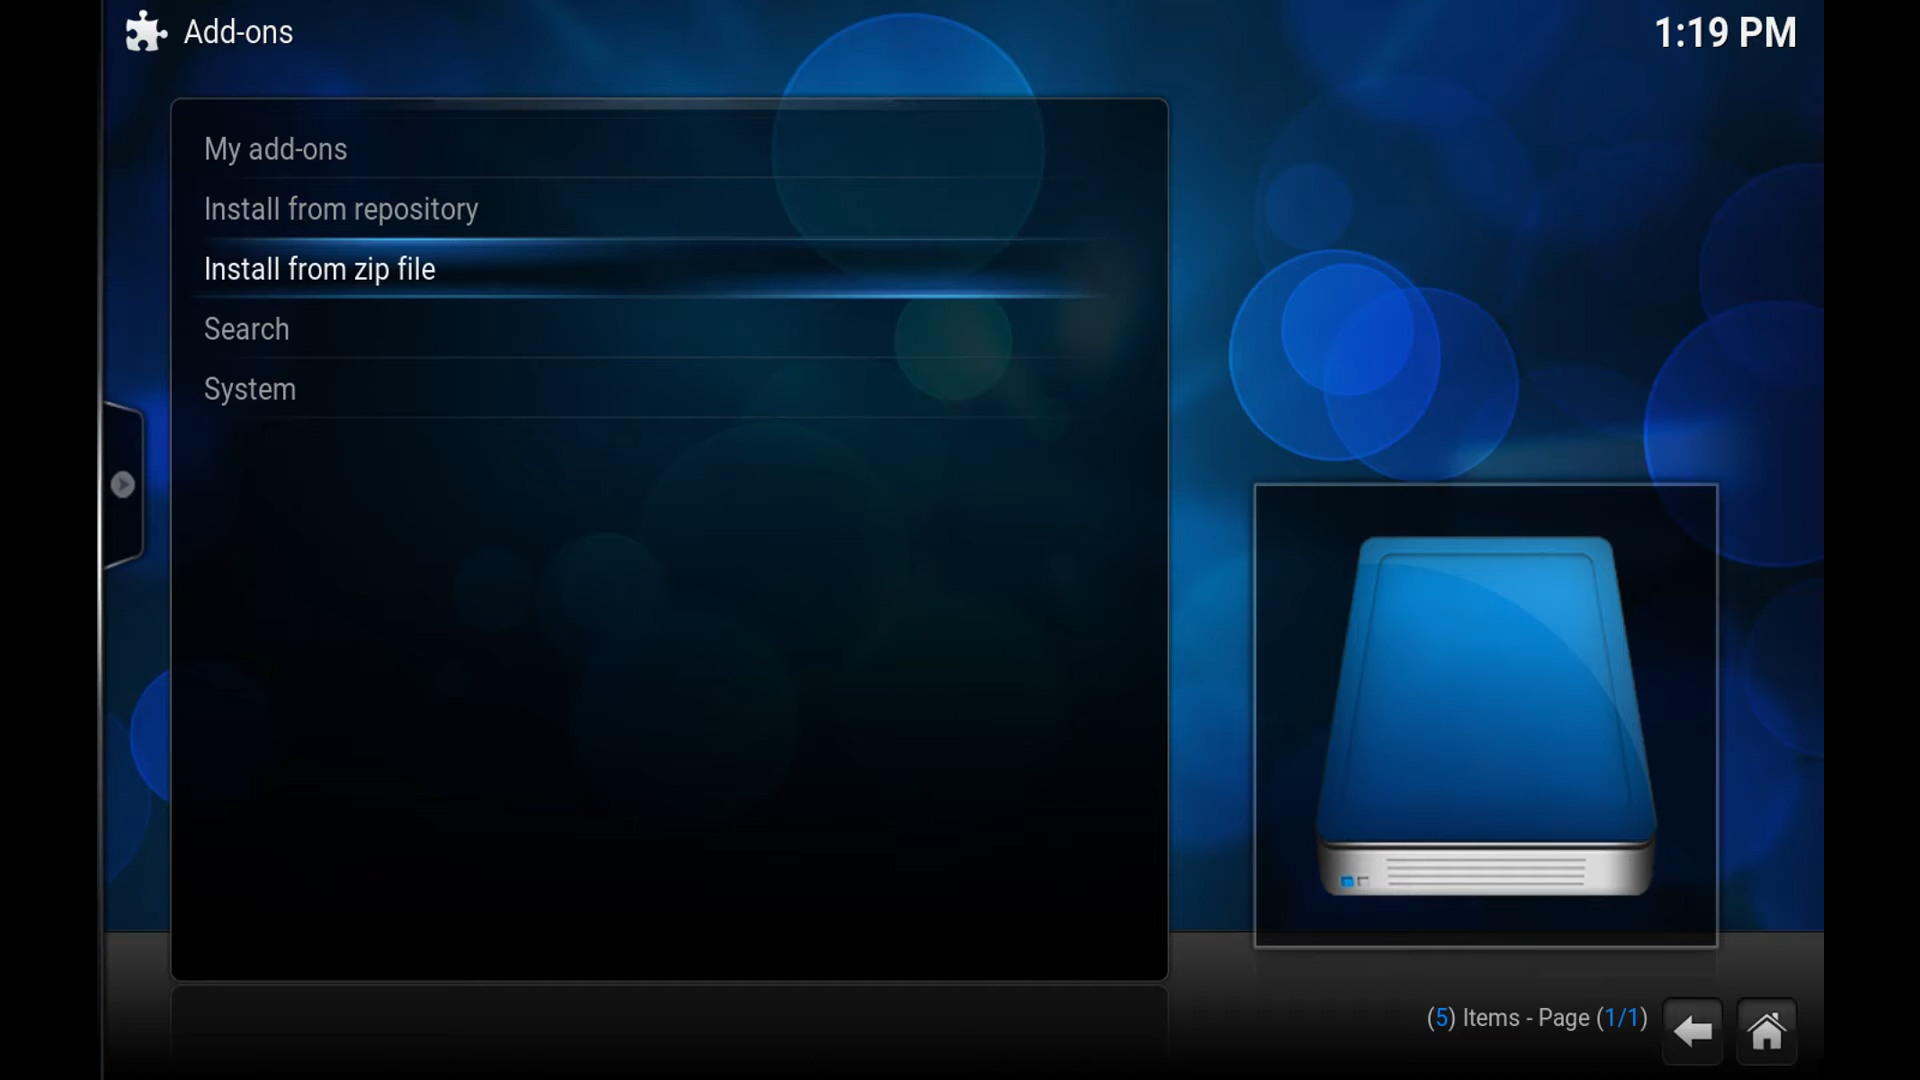 Add-ons
1:19 PM
My add-ons
Install from repository
Install from zip file
Search
System
(5) Items - Page (1/1)